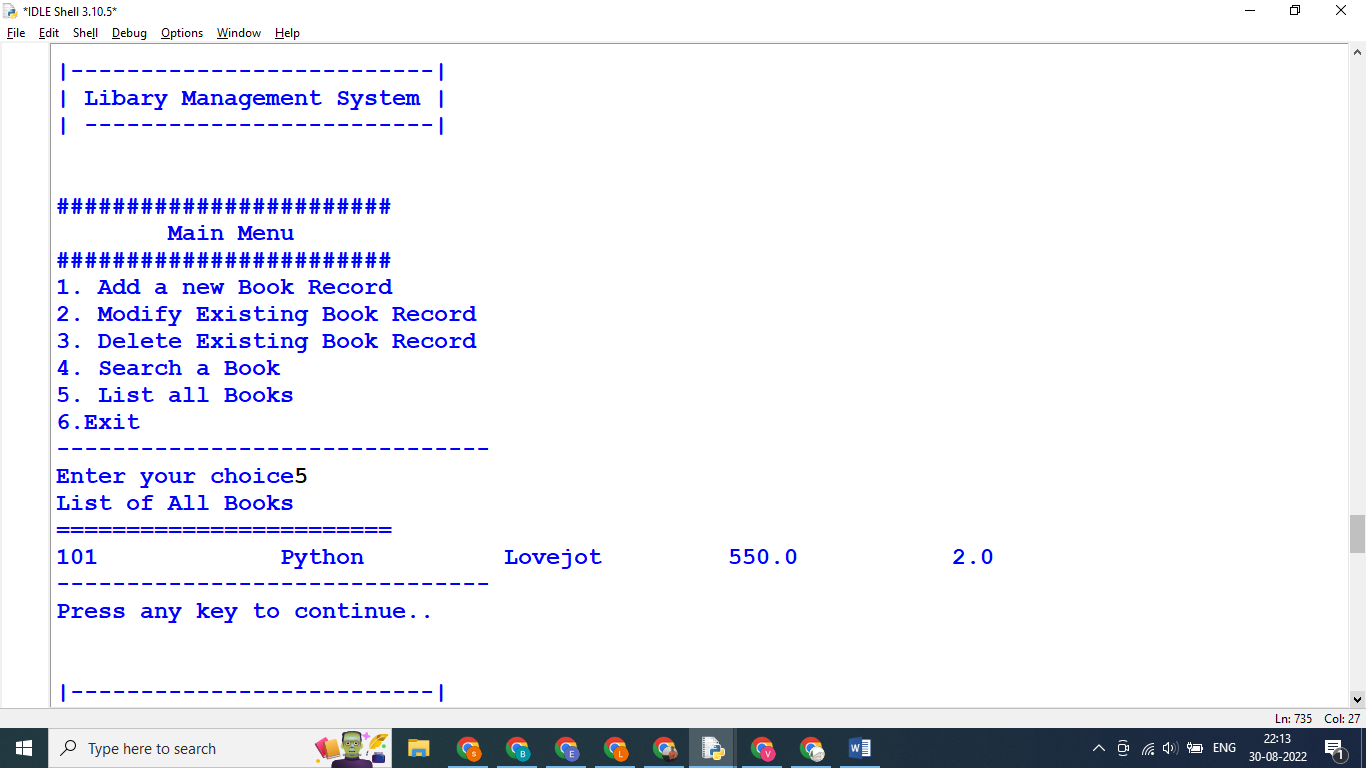 *IDLE Shell 3.10.5*
File Edit Shell Debug Options Window Help
|--------------------------|
| Libary Management System |
| -------------------------|
########################
Main Menu
########################
1. Add a new Book Record
2. Modify Existing Book Record
3. Delete Existing Book Record
4. Search a Book
5. List all Books
6.Exit
-------------------------------
Enter your choice5
List of All Books
========================
101 Python Lovejot 550.0 2.0
-------------------------------
Press any key to continue..
|--------------------------|
Ln: 735 Col: 27
Type here to search
S B E L V
W
ENG
22:13
30-08-2022
1